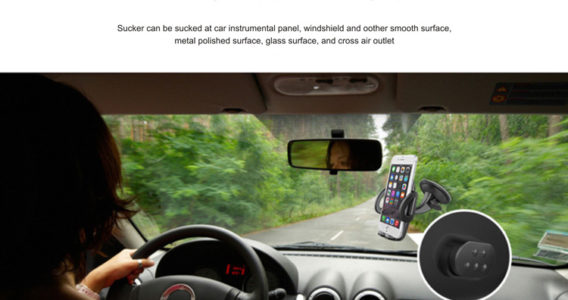 Sucker can be sucked at car instrumental panel, windshield and oother smooth surface,
metal polished surface, glass surface, and cross air outlet